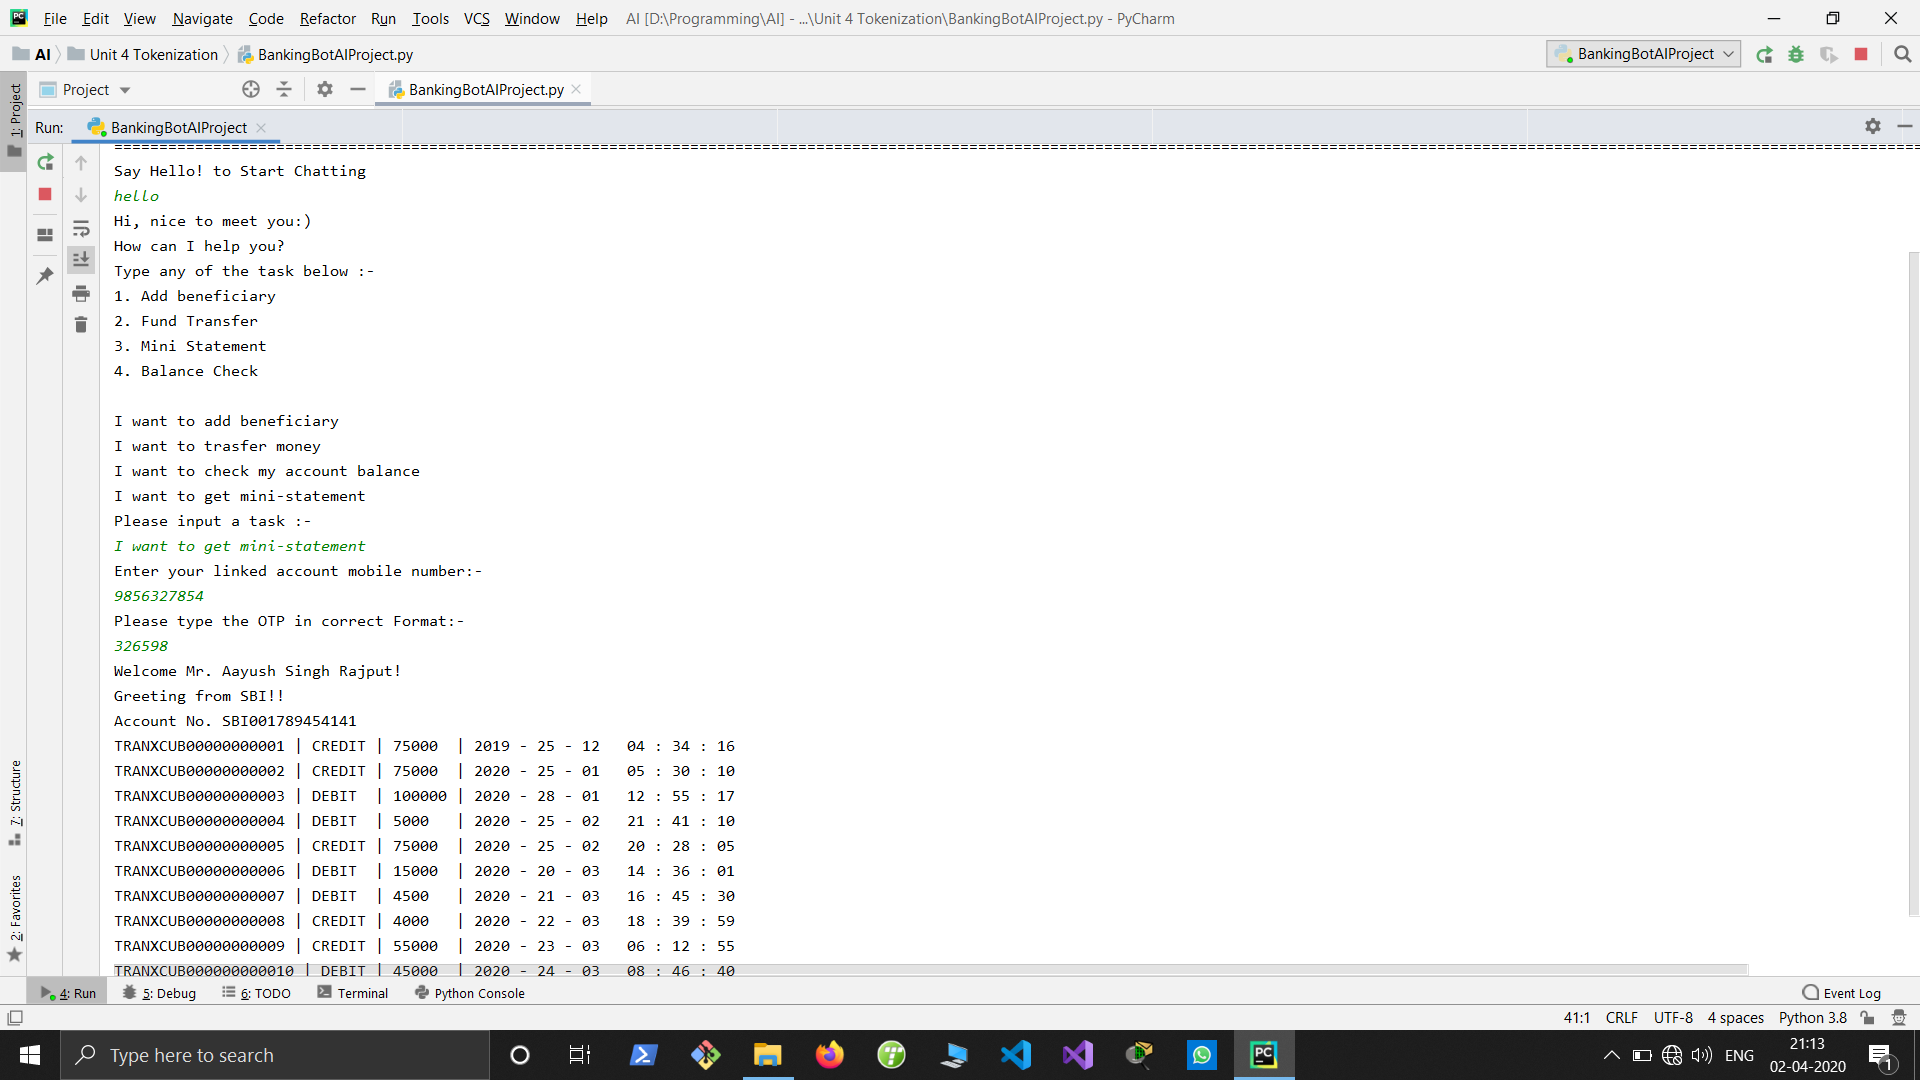 File Edit View Navigate Code Refactor Run Tools VCS Window Help AI [D:\Programming\AI] - ...\Unit 4 Tokenization\BankingBotAIProject.py - PyCharm
AI Unit 4 Tokenization BankingBotAIProject.py BankingBotAIProject
Project BankingBotAIProject.py
Run: BankingBotAIProject
1: Project
Say Hello! to Start Chatting
hello
Hi, nice to meet you:)
How can I help you?
Type any of the task below :-
1. Add beneficiary
2. Fund Transfer
3. Mini Statement
4. Balance Check
I want to add beneficiary
I want to trasfer money
I want to check my account balance
I want to get mini-statement
Please input a task :-
I want to get mini-statement
Enter your linked account mobile number:-
9856327854
Please type the OTP in correct Format:-
326598
Welcome Mr. Aayush Singh Rajput!
Greeting from SBI!!
Account No. SBI001789454141
TRANXCUB00000000001 | CREDIT | 75000  | 2019 - 25 - 12   04 : 34 : 16
TRANXCUB00000000002 | CREDIT | 75000  | 2020 - 25 - 01   05 : 30 : 10
TRANXCUB00000000003 | DEBIT  | 100000 | 2020 - 28 - 01   12 : 55 : 17
TRANXCUB00000000004 | DEBIT  | 5000   | 2020 - 25 - 02   21 : 41 : 10
TRANXCUB00000000005 | CREDIT | 75000  | 2020 - 25 - 02   20 : 28 : 05
TRANXCUB00000000006 | DEBIT  | 15000  | 2020 - 20 - 03   14 : 36 : 01
TRANXCUB00000000007 | DEBIT  | 4500   | 2020 - 21 - 03   16 : 45 : 30
TRANXCUB00000000008 | CREDIT | 4000   | 2020 - 22 - 03   18 : 39 : 59
TRANXCUB00000000009 | CREDIT | 55000  | 2020 - 23 - 03   06 : 12 : 55
TRANXCUB000000000010 | DEBIT | 45000  | 2020 - 24 - 03   08 : 46 : 40
7: Structure
2: Favorites
4: Run 5: Debug 6: TODO Terminal Python Console Event Log
41:1 CRLF UTF-8 4 spaces Python 3.8
Type here to search
ENG
21:13
02-04-2020
1